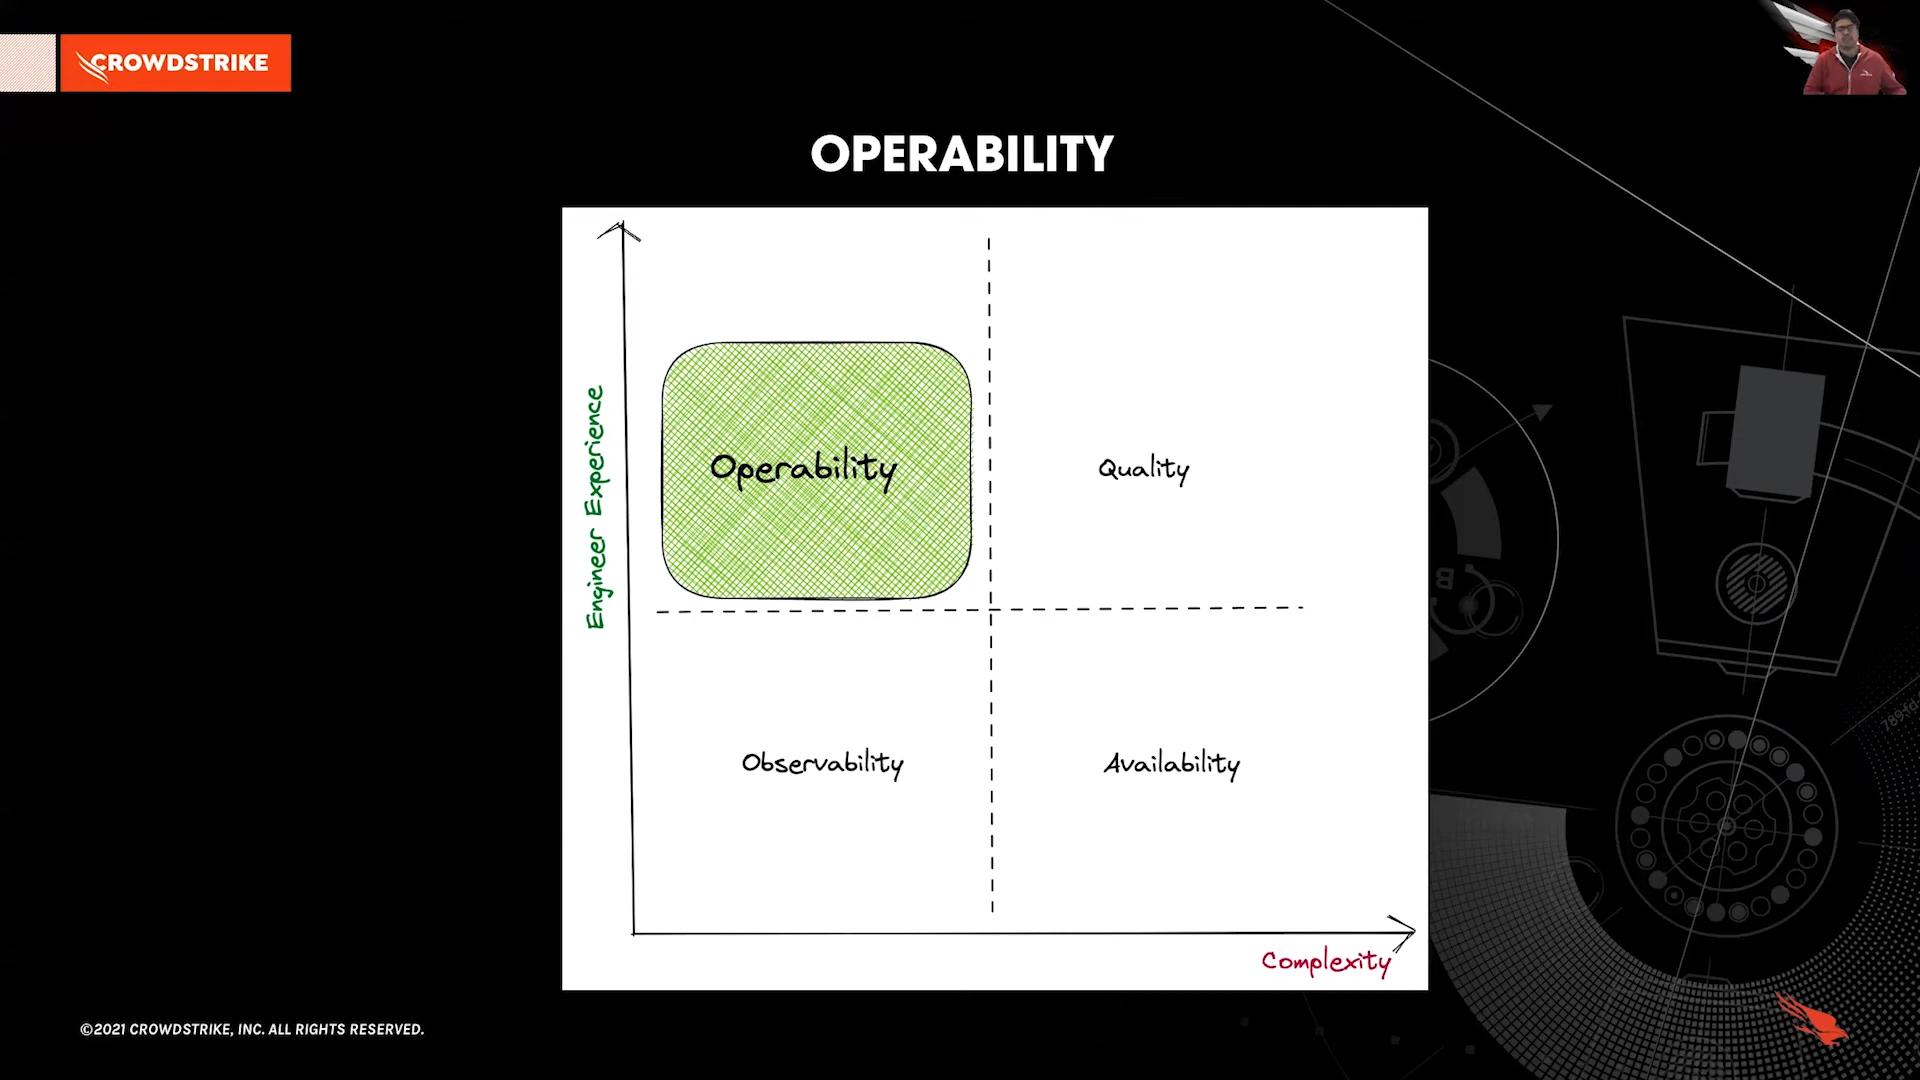 CROWDSTRIKE
OPERABILITY
Engineer Experience
Operability
Quality
Observability
Availability
Complexity
©2021 CROWDSTRIKE, INC. ALL RIGHTS RESERVED.